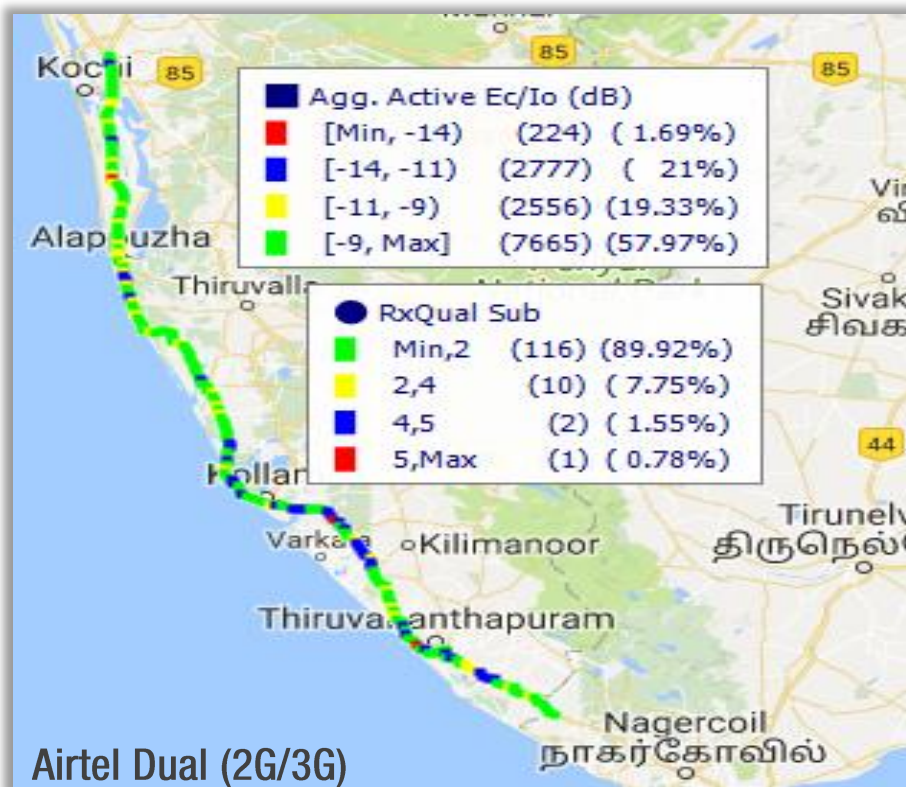 85
85
85
Kochi
Agg. Active Ec/Io (dB)
[Min, -14) (224) ( 1.69%)
[-14, -11) (2777) ( 21%)
[-11, -9) (2556) (19.33%)
[-9, Max] (7665) (57.97%)
Alappuzha
Thiruvalla
RxQual Sub
Min,2 (116) (89.92%)
2,4 (10) ( 7.75%)
4,5 (2) ( 1.55%)
5,Max (1) ( 0.78%)
Sivak
சிவக
44
Kollam
Varkala
Kilimanoor
Tirunelv
திருநெல்
Thiruvananthapuram
Nagercoil
நாகர்கோவில்
Airtel Dual (2G/3G)